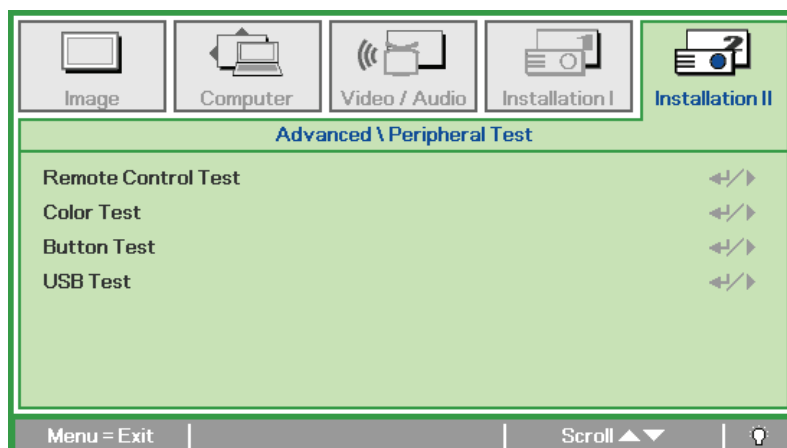 Image
Computer
Video / Audio
Installation I
Installation II
Advanced \ Peripheral Test
Remote Control Test
Color Test
Button Test
USB Test
Menu = Exit
Scroll ▲▼